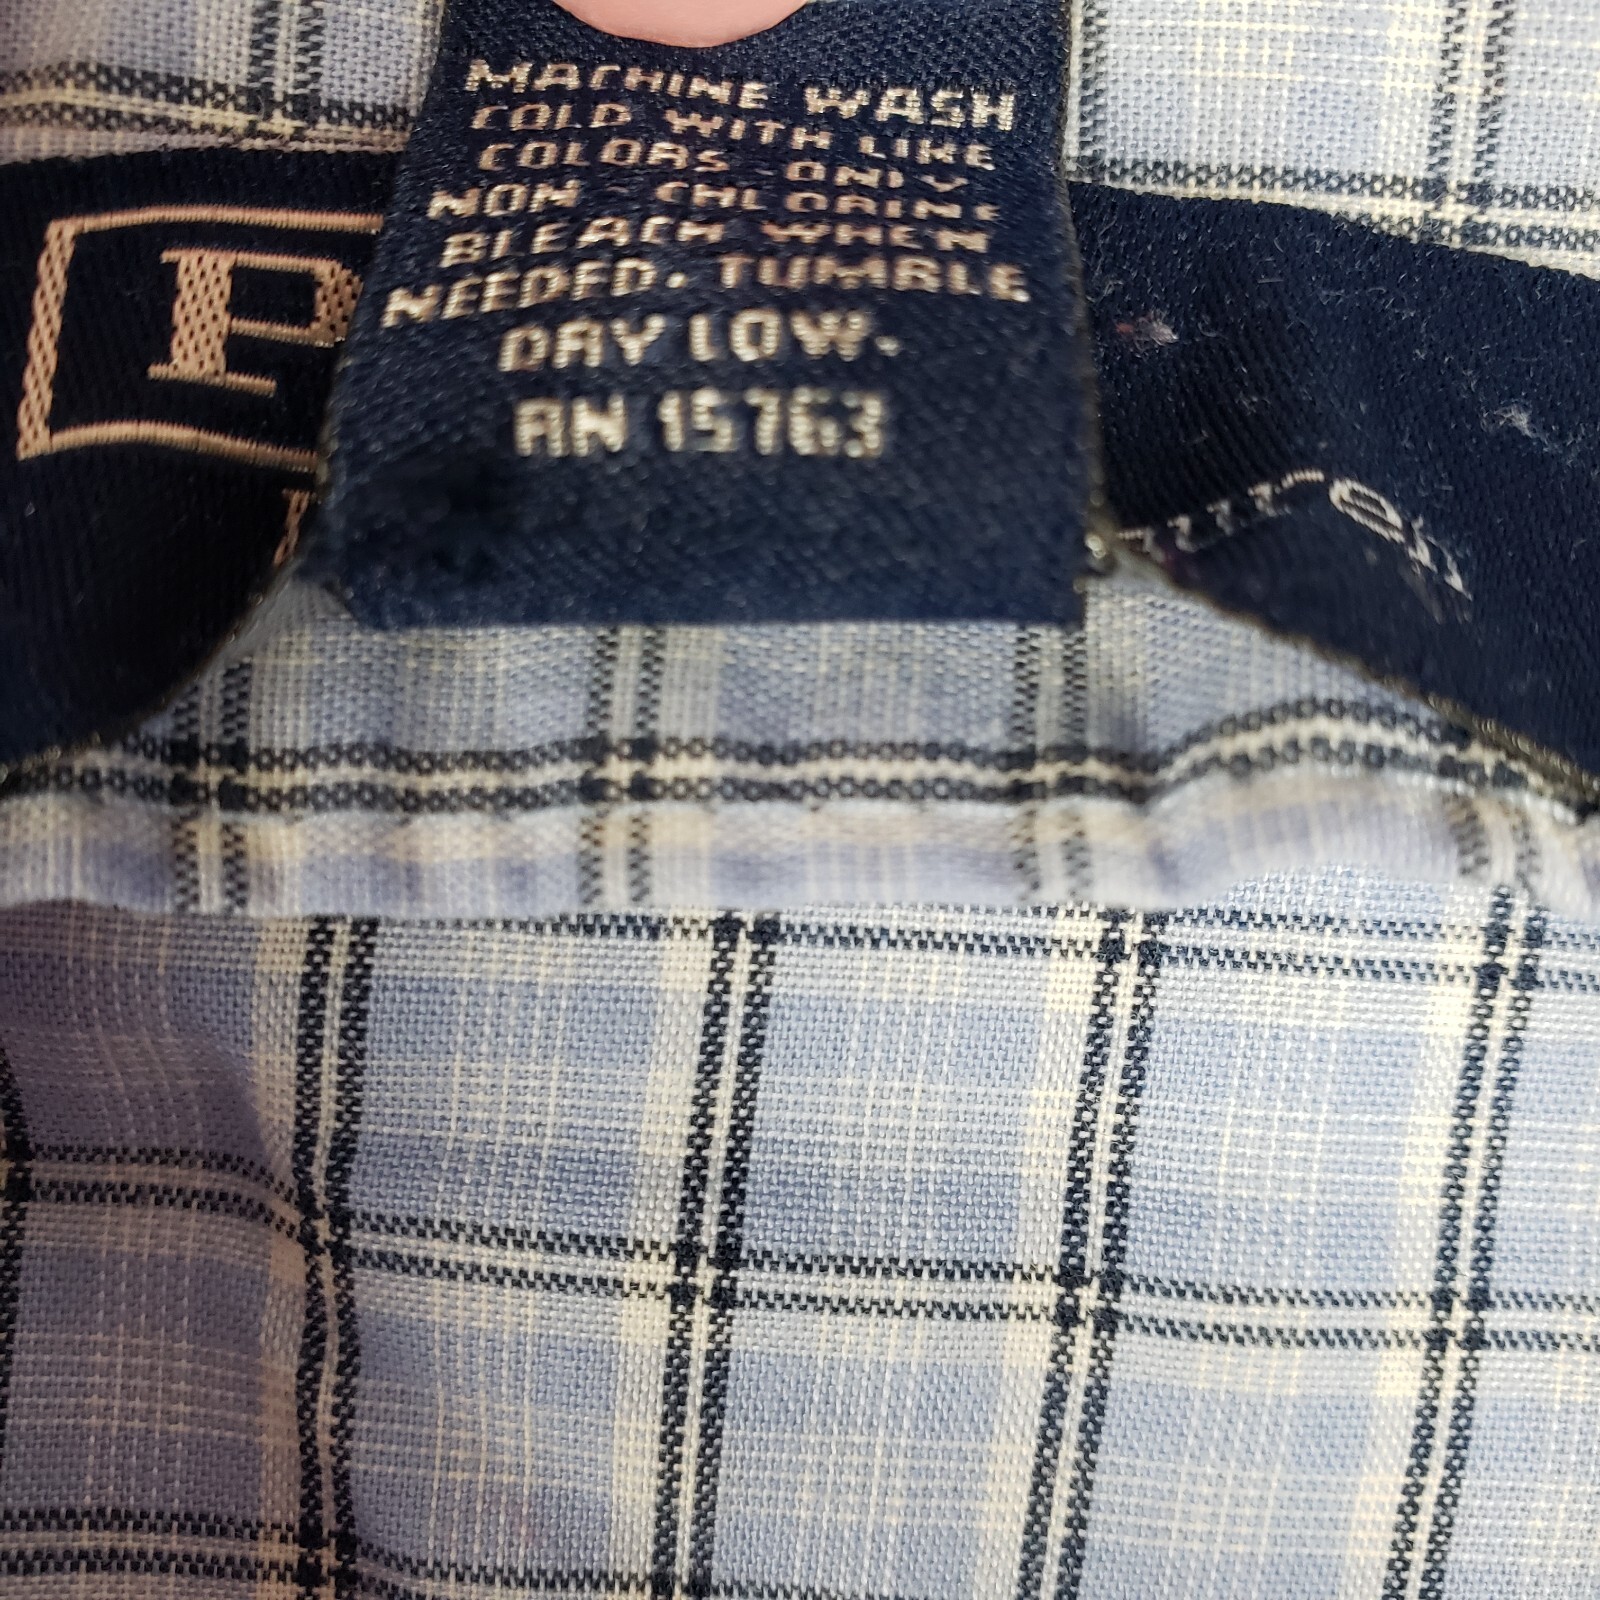 MACHINE WASH
COLD WITH LIKE
COLORS ONLY
NON - CHLORINE
BLEACH WHEN
NEEDED. TUMBLE
DRY LOW.
RN 15763
P